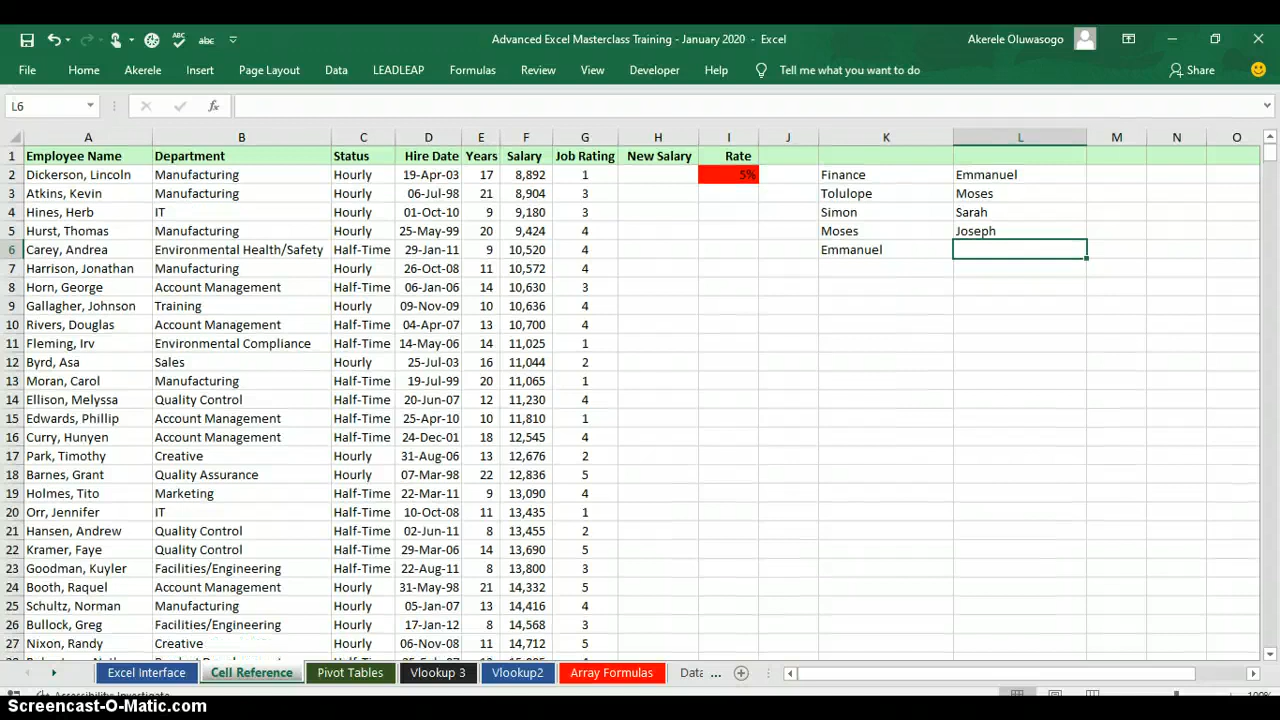 Advanced Excel Masterclass Training - January 2020 - Excel
Akerele Oluwasogo
File Home Akerele Insert Page Layout Data LEADLEAP Formulas Review View Developer Help Tell me what you want to do Share
L6 fx
A B C D E F G H I J K L M N O
1 Employee Name Department Status Hire Date Years Salary Job Rating New Salary Rate
2 Dickerson, Lincoln Manufacturing Hourly 19-Apr-03 17 8,892 1 5% Finance Emmanuel
3 Atkins, Kevin Manufacturing Hourly 06-Jul-98 21 8,904 3 Tolulope Moses
4 Hines, Herb IT Hourly 01-Oct-10 9 9,180 3 Simon Sarah
5 Hurst, Thomas Manufacturing Hourly 25-May-99 20 9,424 4 Moses Joseph
6 Carey, Andrea Environmental Health/Safety Half-Time 29-Jan-11 9 10,520 4 Emmanuel
7 Harrison, Jonathan Manufacturing Hourly 26-Oct-08 11 10,572 4
8 Horn, George Account Management Half-Time 06-Jan-06 14 10,630 3
9 Gallagher, Johnson Training Half-Time 09-Nov-09 10 10,636 4
10 Rivers, Douglas Account Management Half-Time 04-Apr-07 13 10,700 4
11 Fleming, Irv Environmental Compliance Half-Time 14-May-06 14 11,025 1
12 Byrd, Asa Sales Hourly 25-Jul-03 16 11,044 2
13 Moran, Carol Manufacturing Half-Time 19-Jul-99 20 11,065 1
14 Ellison, Melyssa Quality Control Half-Time 20-Jun-07 12 11,230 4
15 Edwards, Phillip Account Management Half-Time 25-Apr-10 10 11,810 1
16 Curry, Hunyen Account Management Half-Time 24-Dec-01 18 12,545 4
17 Park, Timothy Creative Hourly 31-Aug-06 13 12,676 2
18 Barnes, Grant Quality Assurance Hourly 07-Mar-98 22 12,836 5
19 Holmes, Tito Marketing Half-Time 22-Mar-11 9 13,090 4
20 Orr, Jennifer IT Half-Time 10-Oct-08 11 13,435 1
21 Hansen, Andrew Quality Control Half-Time 02-Jun-11 8 13,455 2
22 Kramer, Faye Quality Control Half-Time 29-Mar-06 14 13,690 5
23 Goodman, Kuyler Facilities/Engineering Half-Time 22-Aug-11 8 13,800 3
24 Booth, Raquel Account Management Hourly 31-May-98 21 14,332 5
25 Schultz, Norman Manufacturing Hourly 05-Jan-07 13 14,416 4
26 Bullock, Greg Facilities/Engineering Hourly 17-Jan-12 8 14,568 3
27 Nixon, Randy Creative Hourly 06-Nov-08 11 14,712 5
Excel Interface Cell Reference Pivot Tables Vlookup 3 Vlookup2 Array Formulas Data ...
Screencast-O-Matic.com